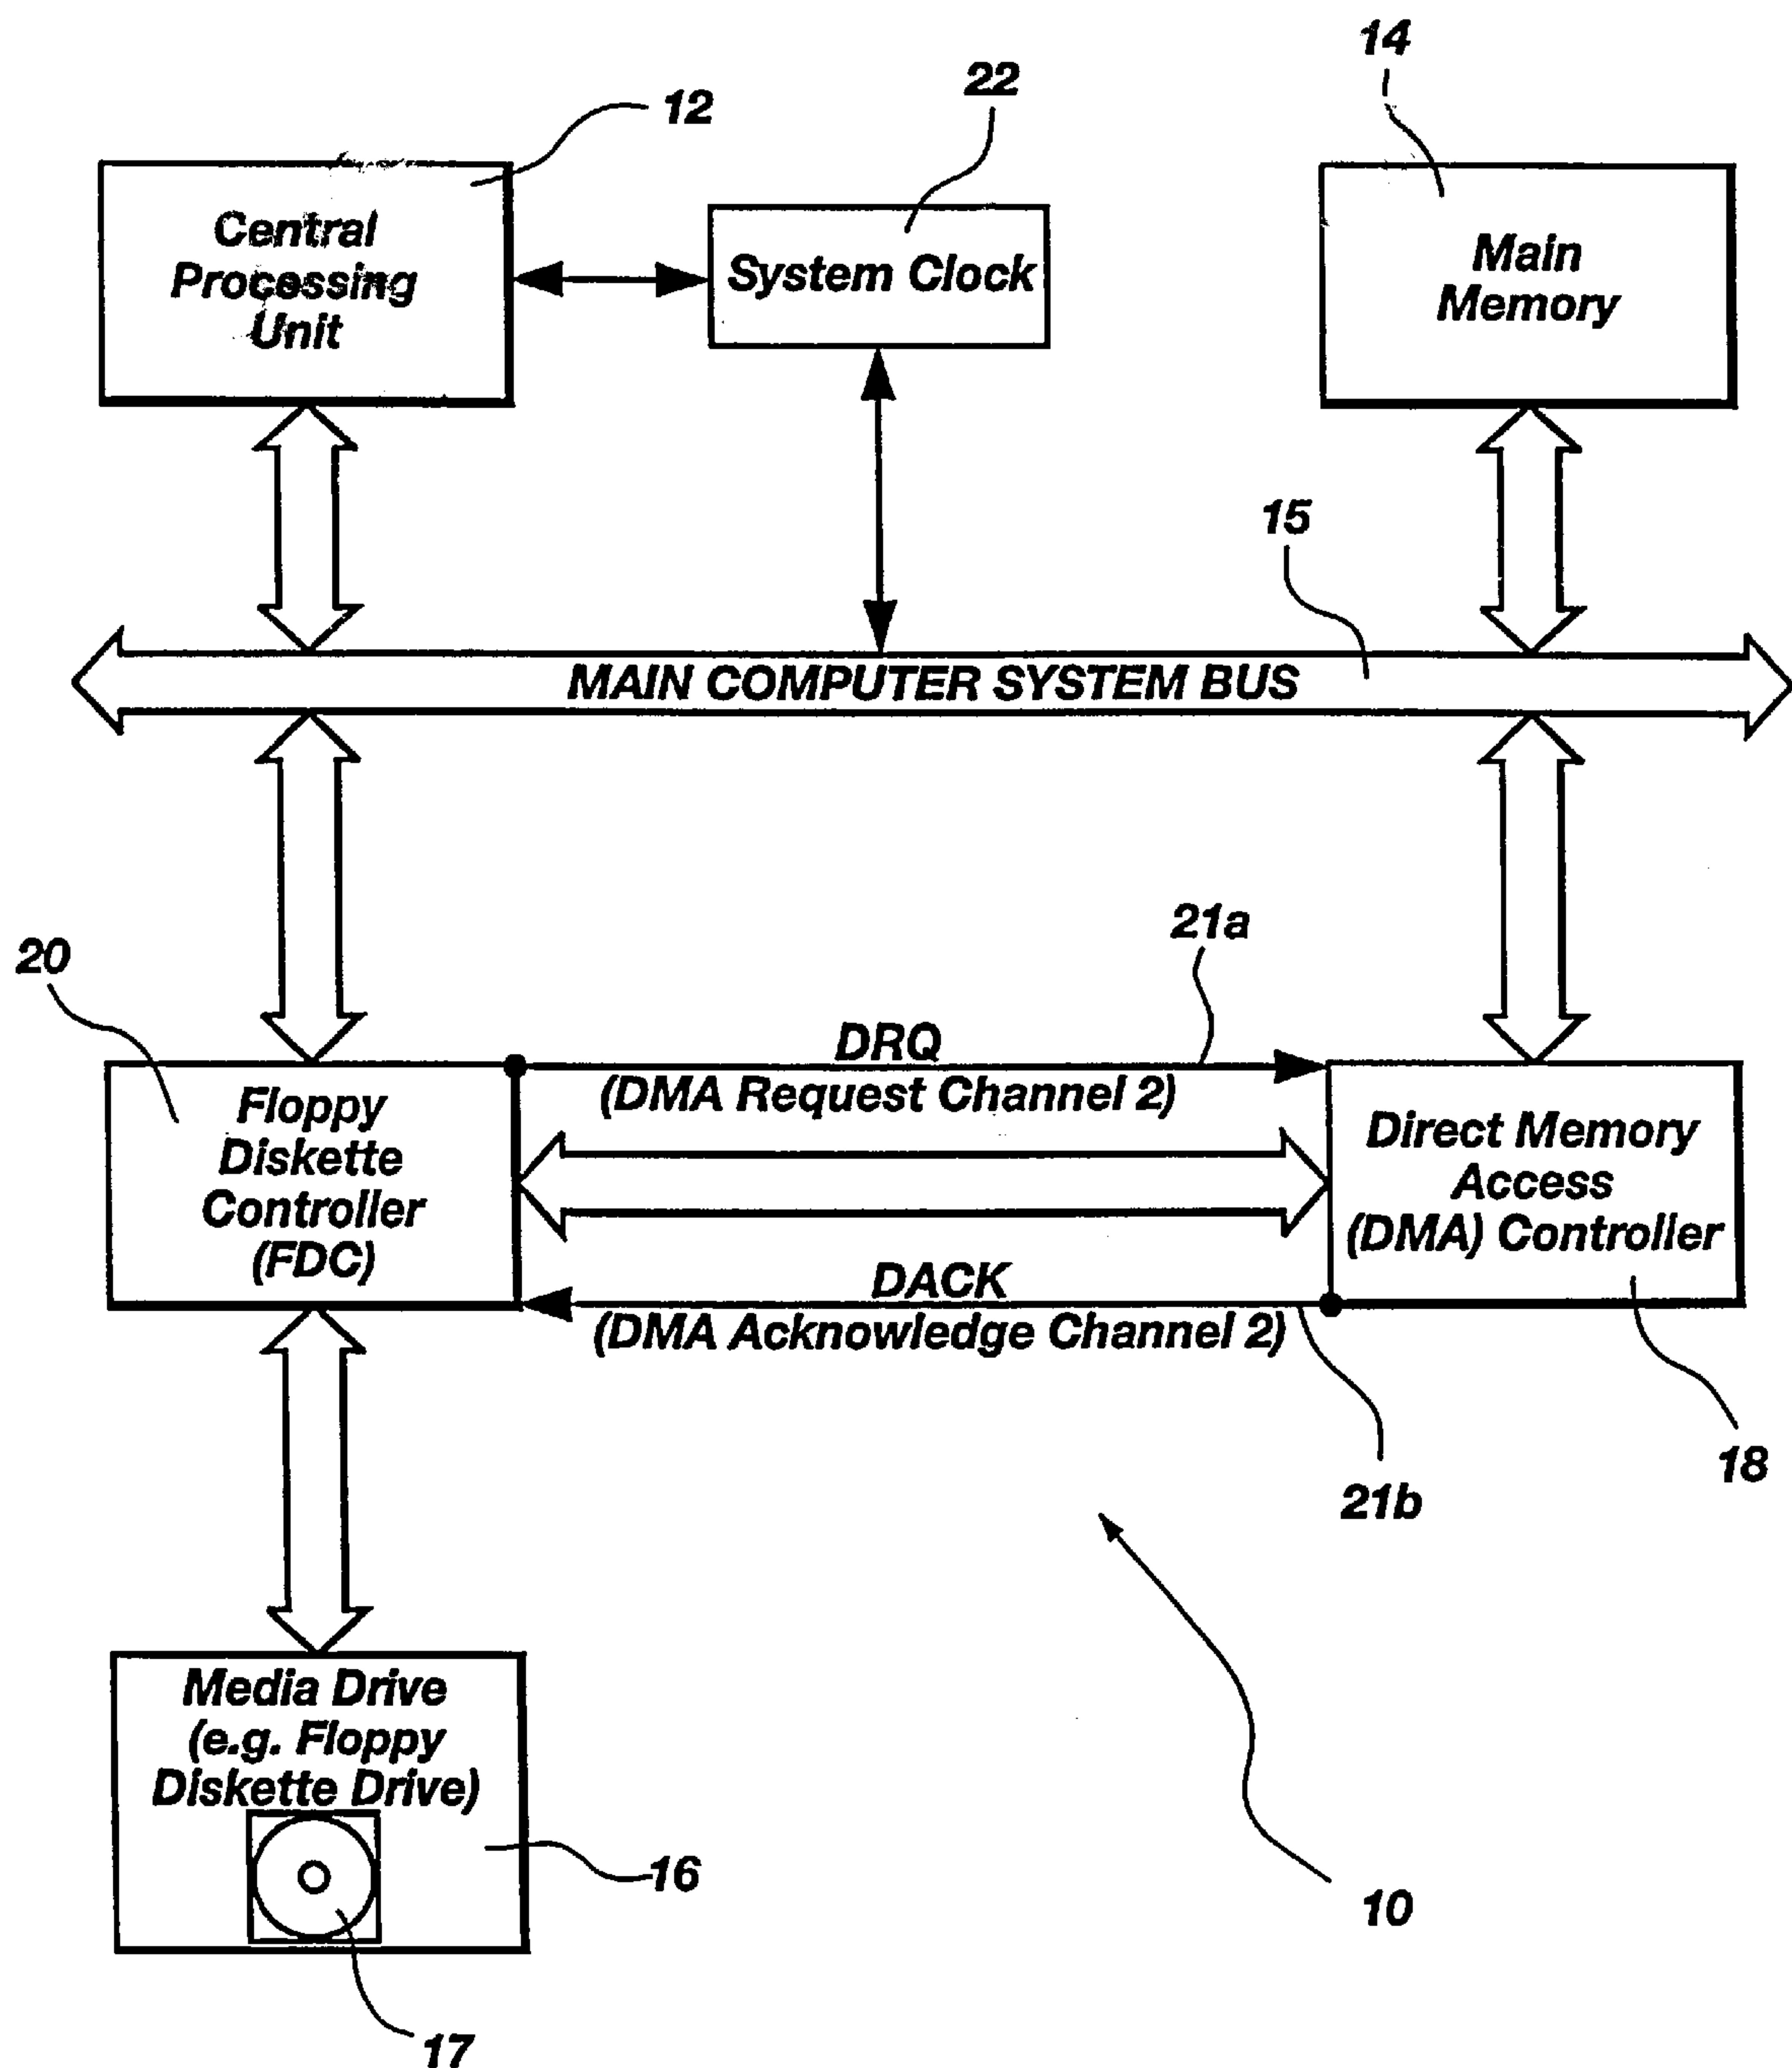 14
22
12
Central
Processing
Unit
System Clock
Main
Memory
15
MAIN COMPUTER SYSTEM BUS
21a
20
DRQ
(DMA Request Channel 2)
Floppy
Diskette
Controller
(FDC)
Direct Memory
Access
(DMA) Controller
DACK
(DMA Acknowledge Channel 2)
18
21b
Media Drive
(e.g. Floppy
Diskette Drive)
16
10
17